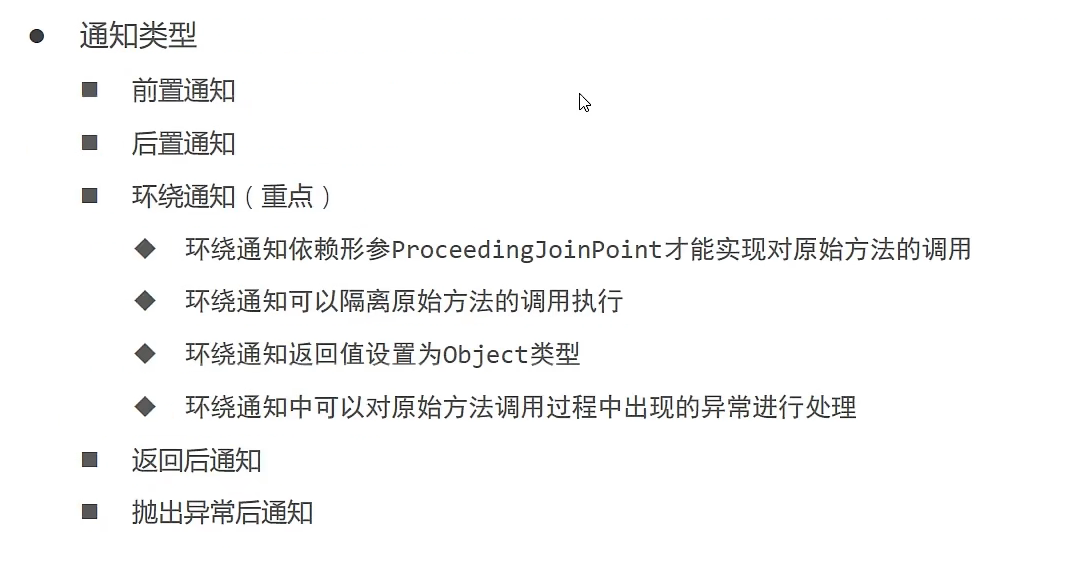 通知类型
前置通知
后置通知
环绕通知（重点）
环绕通知依赖形参ProceedingJoinPoint才能实现对原始方法的调用
环绕通知可以隔离原始方法的调用执行
环绕通知返回值设置为Object类型
环绕通知中可以对原始方法调用过程中出现的异常进行处理
返回后通知
抛出异常后通知